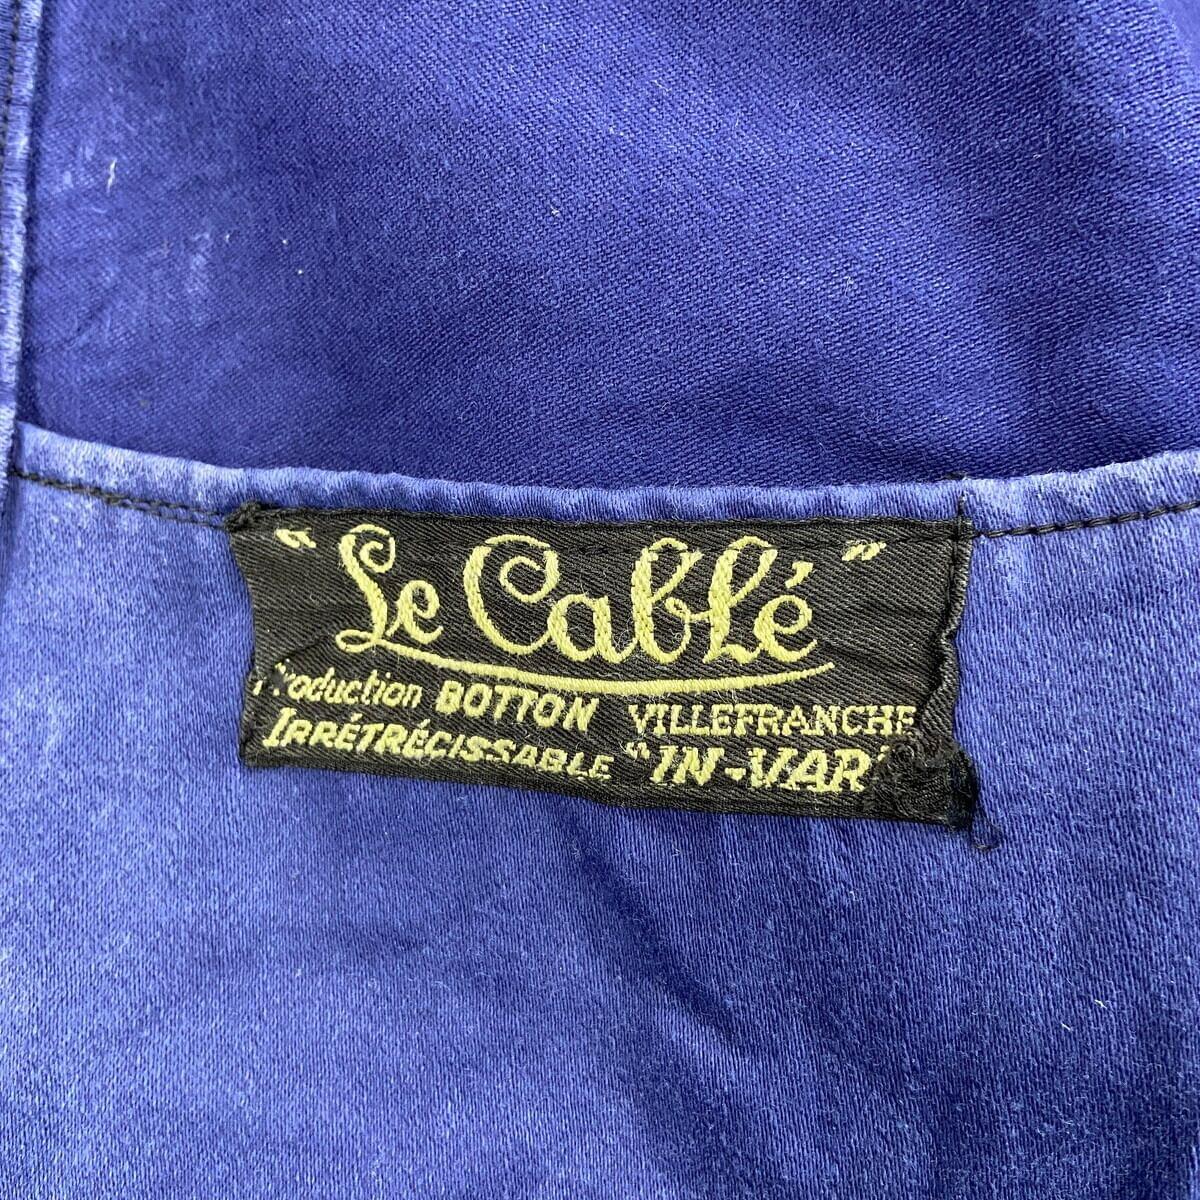 "Le Cablé"
Production BOTTON VILLEFRANCHE
IRRÉTRÉCISSABLE "IN-VAR"